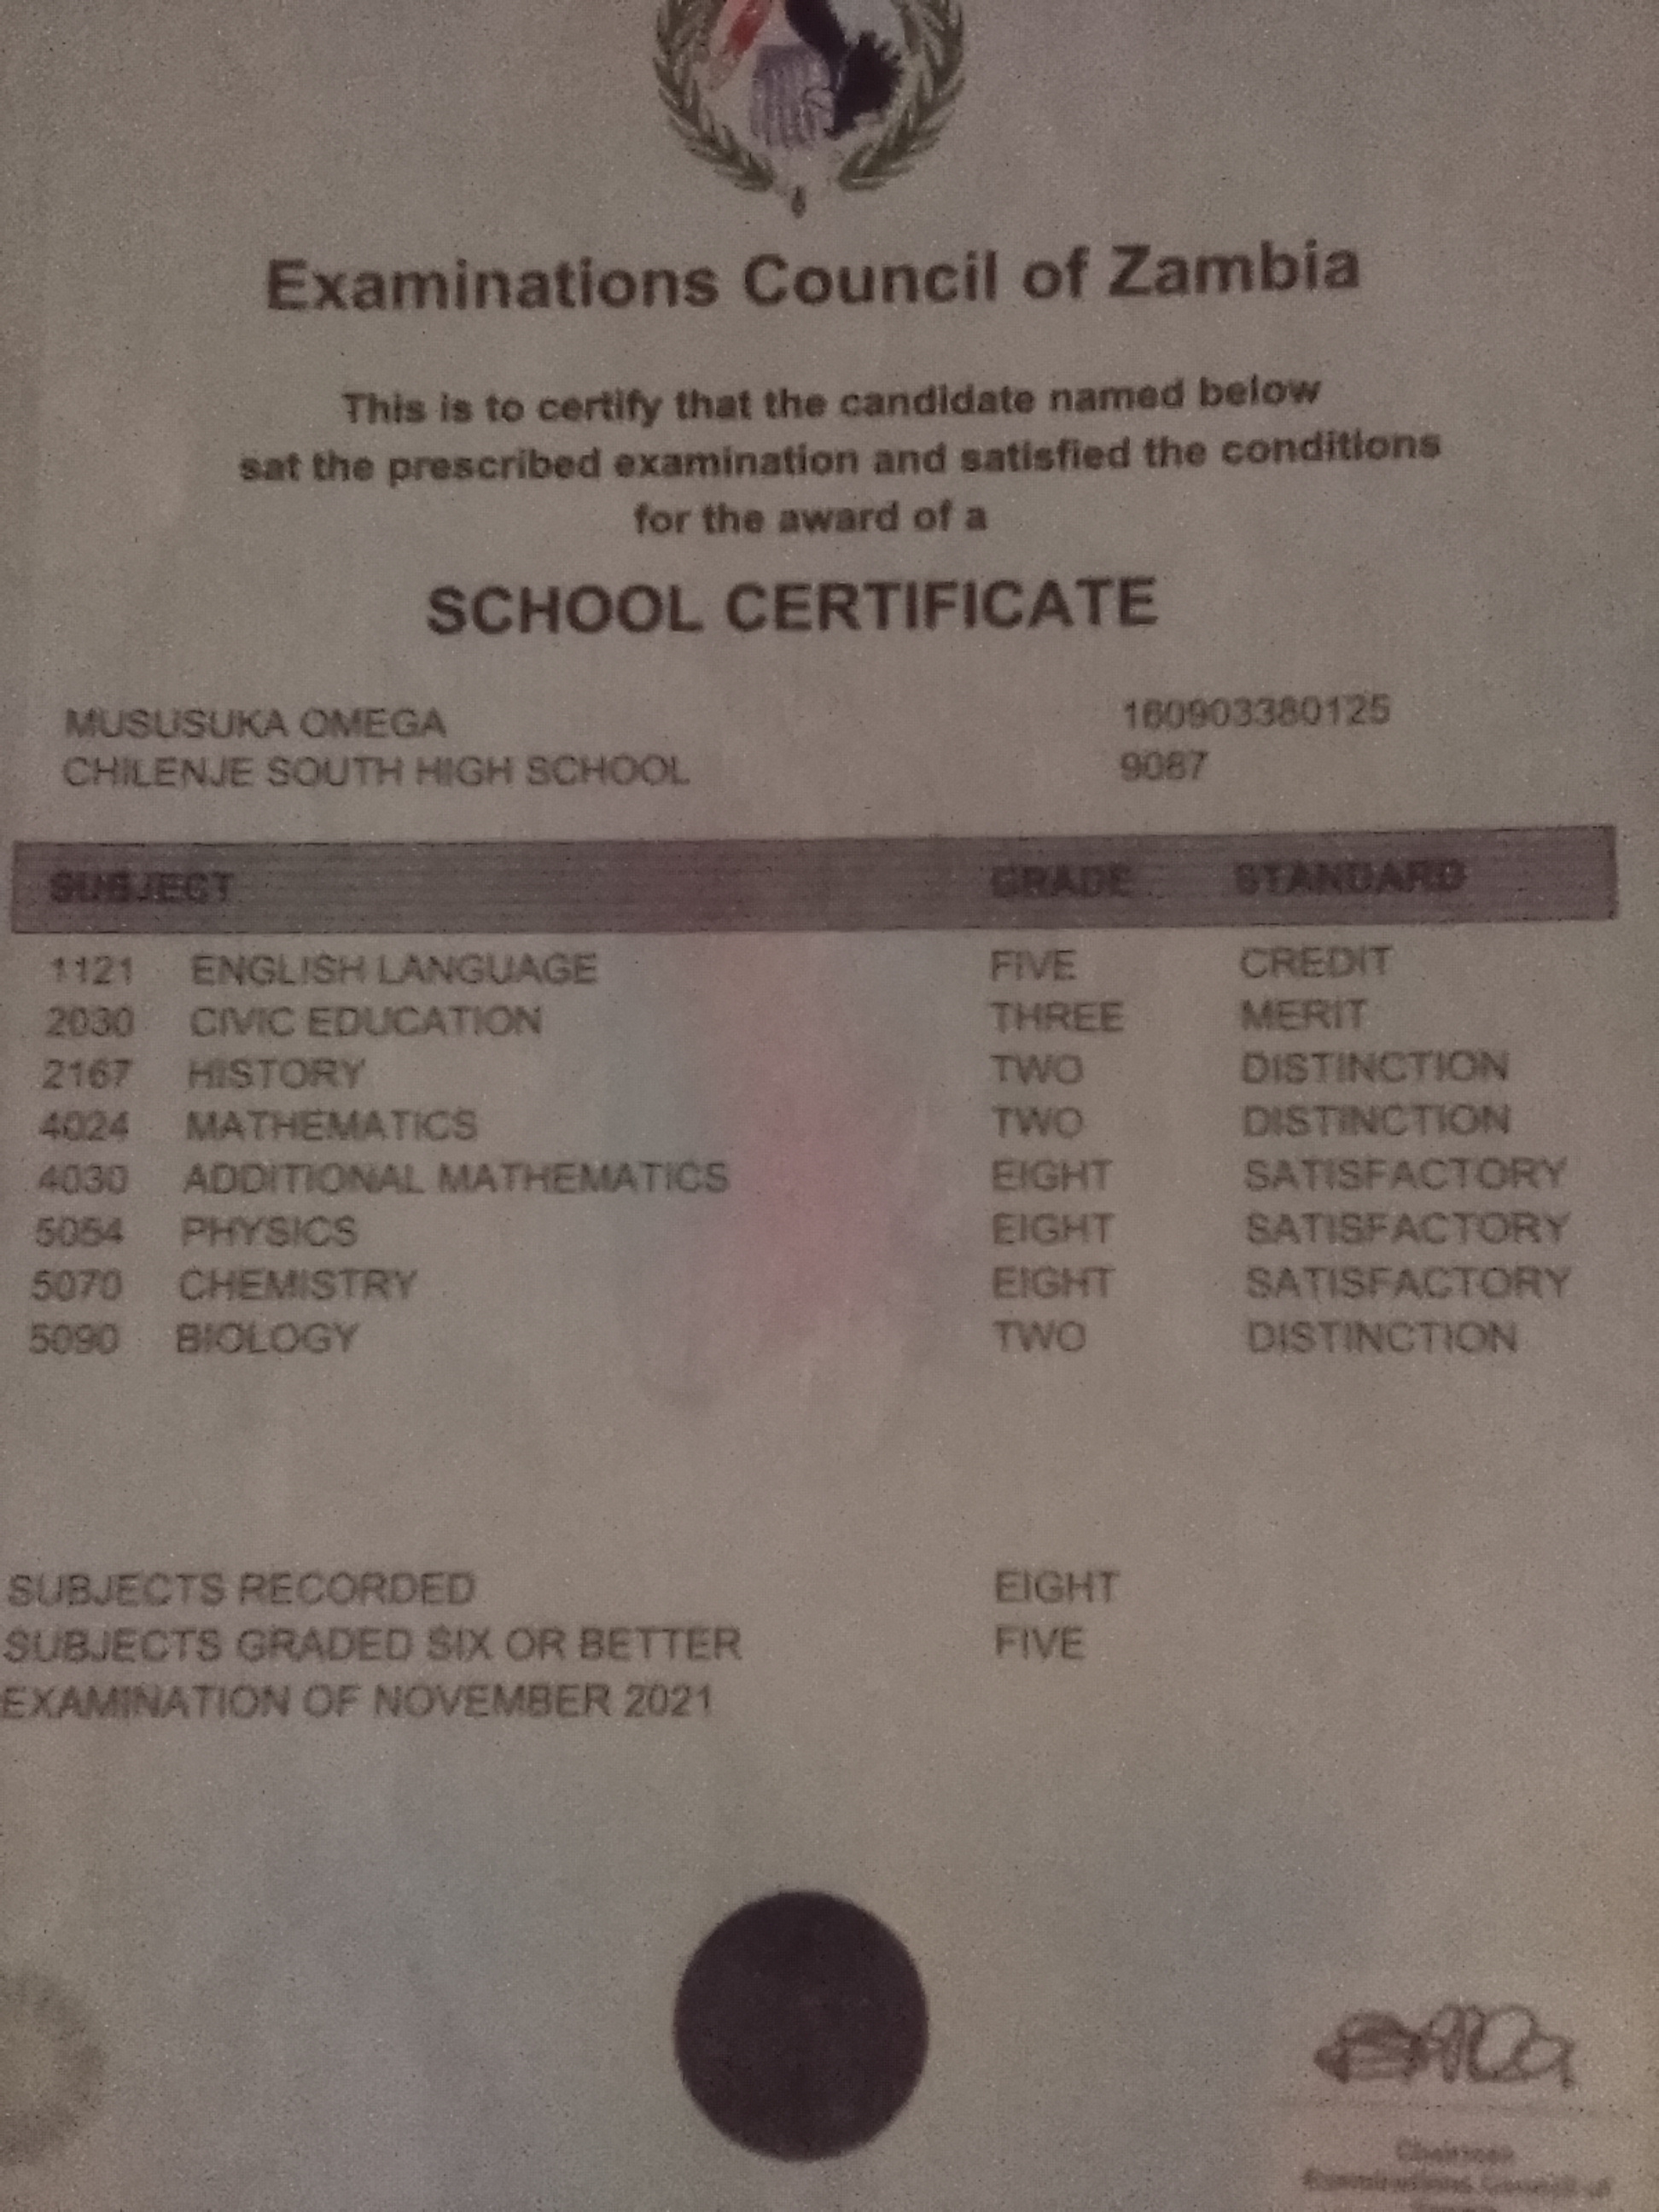 Examinations Council of Zambia
This is to certify that the candidate named below
sat the prescribed examination and satisfied the conditions
for the award of a
SCHOOL CERTIFICATE
MUSUSUKA OMEGA 160903380125
CHILENJE SOUTH HIGH SCHOOL 9087
SUBJECT GRADE STANDARD
1121 ENGLISH LANGUAGE FIVE CREDIT
2030 CIVIC EDUCATION THREE MERIT
2167 HISTORY TWO DISTINCTION
4024 MATHEMATICS TWO DISTINCTION
4030 ADDITIONAL MATHEMATICS EIGHT SATISFACTORY
5054 PHYSICS EIGHT SATISFACTORY
5070 CHEMISTRY EIGHT SATISFACTORY
5090 BIOLOGY TWO DISTINCTION
SUBJECTS RECORDED EIGHT
SUBJECTS GRADED SIX OR BETTER FIVE
EXAMINATION OF NOVEMBER 2021
Chairman
Examinations Council of